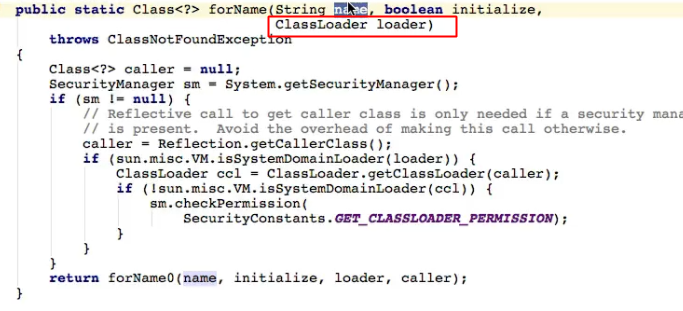 public static Class<?> forName(String name, boolean initialize,
ClassLoader loader)
throws ClassNotFoundException
{
Class<?> caller = null;
SecurityManager sm = System.getSecurityManager();
if (sm != null) {
// Reflective call to get caller class is only needed if a security mana
// is present.  Avoid the overhead of making this call otherwise.
caller = Reflection.getCallerClass();
if (sun.misc.VM.isSystemDomainLoader(loader)) {
ClassLoader ccl = ClassLoader.getClassLoader(caller);
if (!sun.misc.VM.isSystemDomainLoader(ccl)) {
sm.checkPermission(
SecurityConstants.GET_CLASSLOADER_PERMISSION);
}
}
}
return forName0(name, initialize, loader, caller);
}